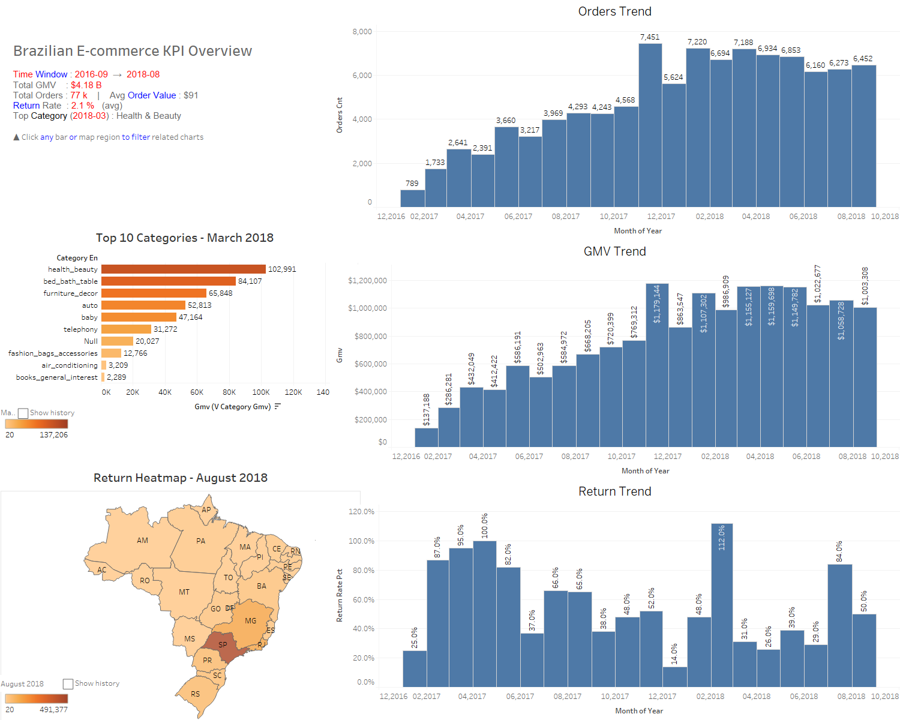 Brazilian E-commerce KPI Overview
Time Window : 2016-09 → 2018-08
Total GMV : $4.18 B
Total Orders : 77 k | Avg Order Value : $91
Return Rate : 2.1 % (avg)
Top Category (2018-03) : Health & Beauty
▲ Click any bar or map region to filter related charts
Orders Trend
8,000
6,000
4,000
2,000
0
Orders Cnt
789
1,733
2,641
2,391
3,660
3,217
3,969
4,293
4,243
4,568
7,451
5,624
7,220
6,694
7,188
6,934
6,853
6,160
6,273
6,452
12,2016
02,2017
04,2017
06,2017
08,2017
10,2017
12,2017
02,2018
04,2018
06,2018
08,2018
10,2018
Month of Year
Top 10 Categories - March 2018
Category En
health_beauty 102,991
bed_bath_table 84,107
furniture_decor 65,848
auto 52,813
baby 47,164
telephony 31,272
Null 20,027
fashion_bags_accessories 12,766
air_conditioning 3,209
books_general_interest 2,289
0K 20K 40K 60K 80K 100K 120K 140K
Gmv (V Category Gmv)
Ma.. Show history
20 137,206
GMV Trend
$1,200,000
$1,000,000
$800,000
$600,000
$400,000
$200,000
$0
Gmv
$137,188
$286,281
$432,049
$412,422
$586,191
$502,963
$584,972
$668,205
$720,399
$769,312
$1,179,144
$863,547
$1,107,302
$986,909
$1,155,127
$1,159,698
$1,149,782
$1,022,677
$1,058,728
$1,003,308
12,2016
02,2017
04,2017
06,2017
08,2017
10,2017
12,2017
02,2018
04,2018
06,2018
08,2018
10,2018
Month of Year
Return Heatmap - August 2018
AP
AM
PA
MA
CE
RN
PI
PE
SE
AC
RO
TO
BA
MT
GO
DF
MG
ES
MS
SP
RJ
PR
SC
RS
August 2018 Show history
20 491,377
Return Trend
120.0%
100.0%
80.0%
60.0%
40.0%
20.0%
0.0%
Return Rate Pct
25.0%
87.0%
95.0%
100.0%
82.0%
37.0%
66.0%
65.0%
38.0%
48.0%
52.0%
14.0%
48.0%
112.0%
31.0%
26.0%
39.0%
29.0%
84.0%
50.0%
12,2016
02,2017
04,2017
06,2017
08,2017
10,2017
12,2017
02,2018
04,2018
06,2018
08,2018
10,2018
Month of Year